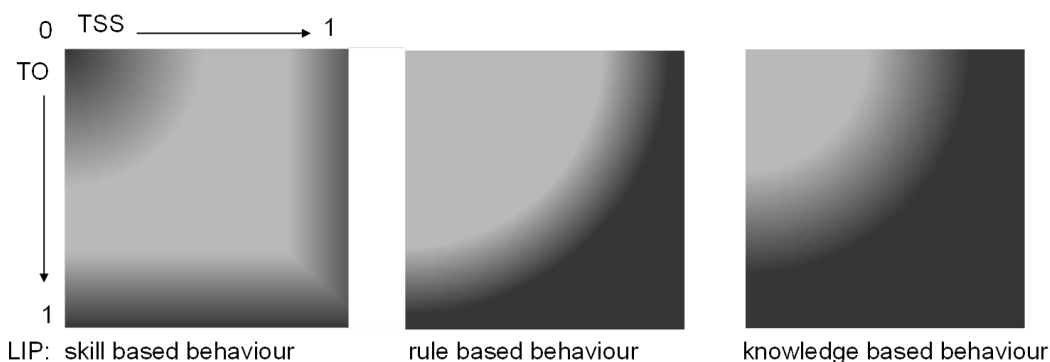 0 TSS 1
TO
1
LIP: skill based behaviour rule based behaviour knowledge based behaviour